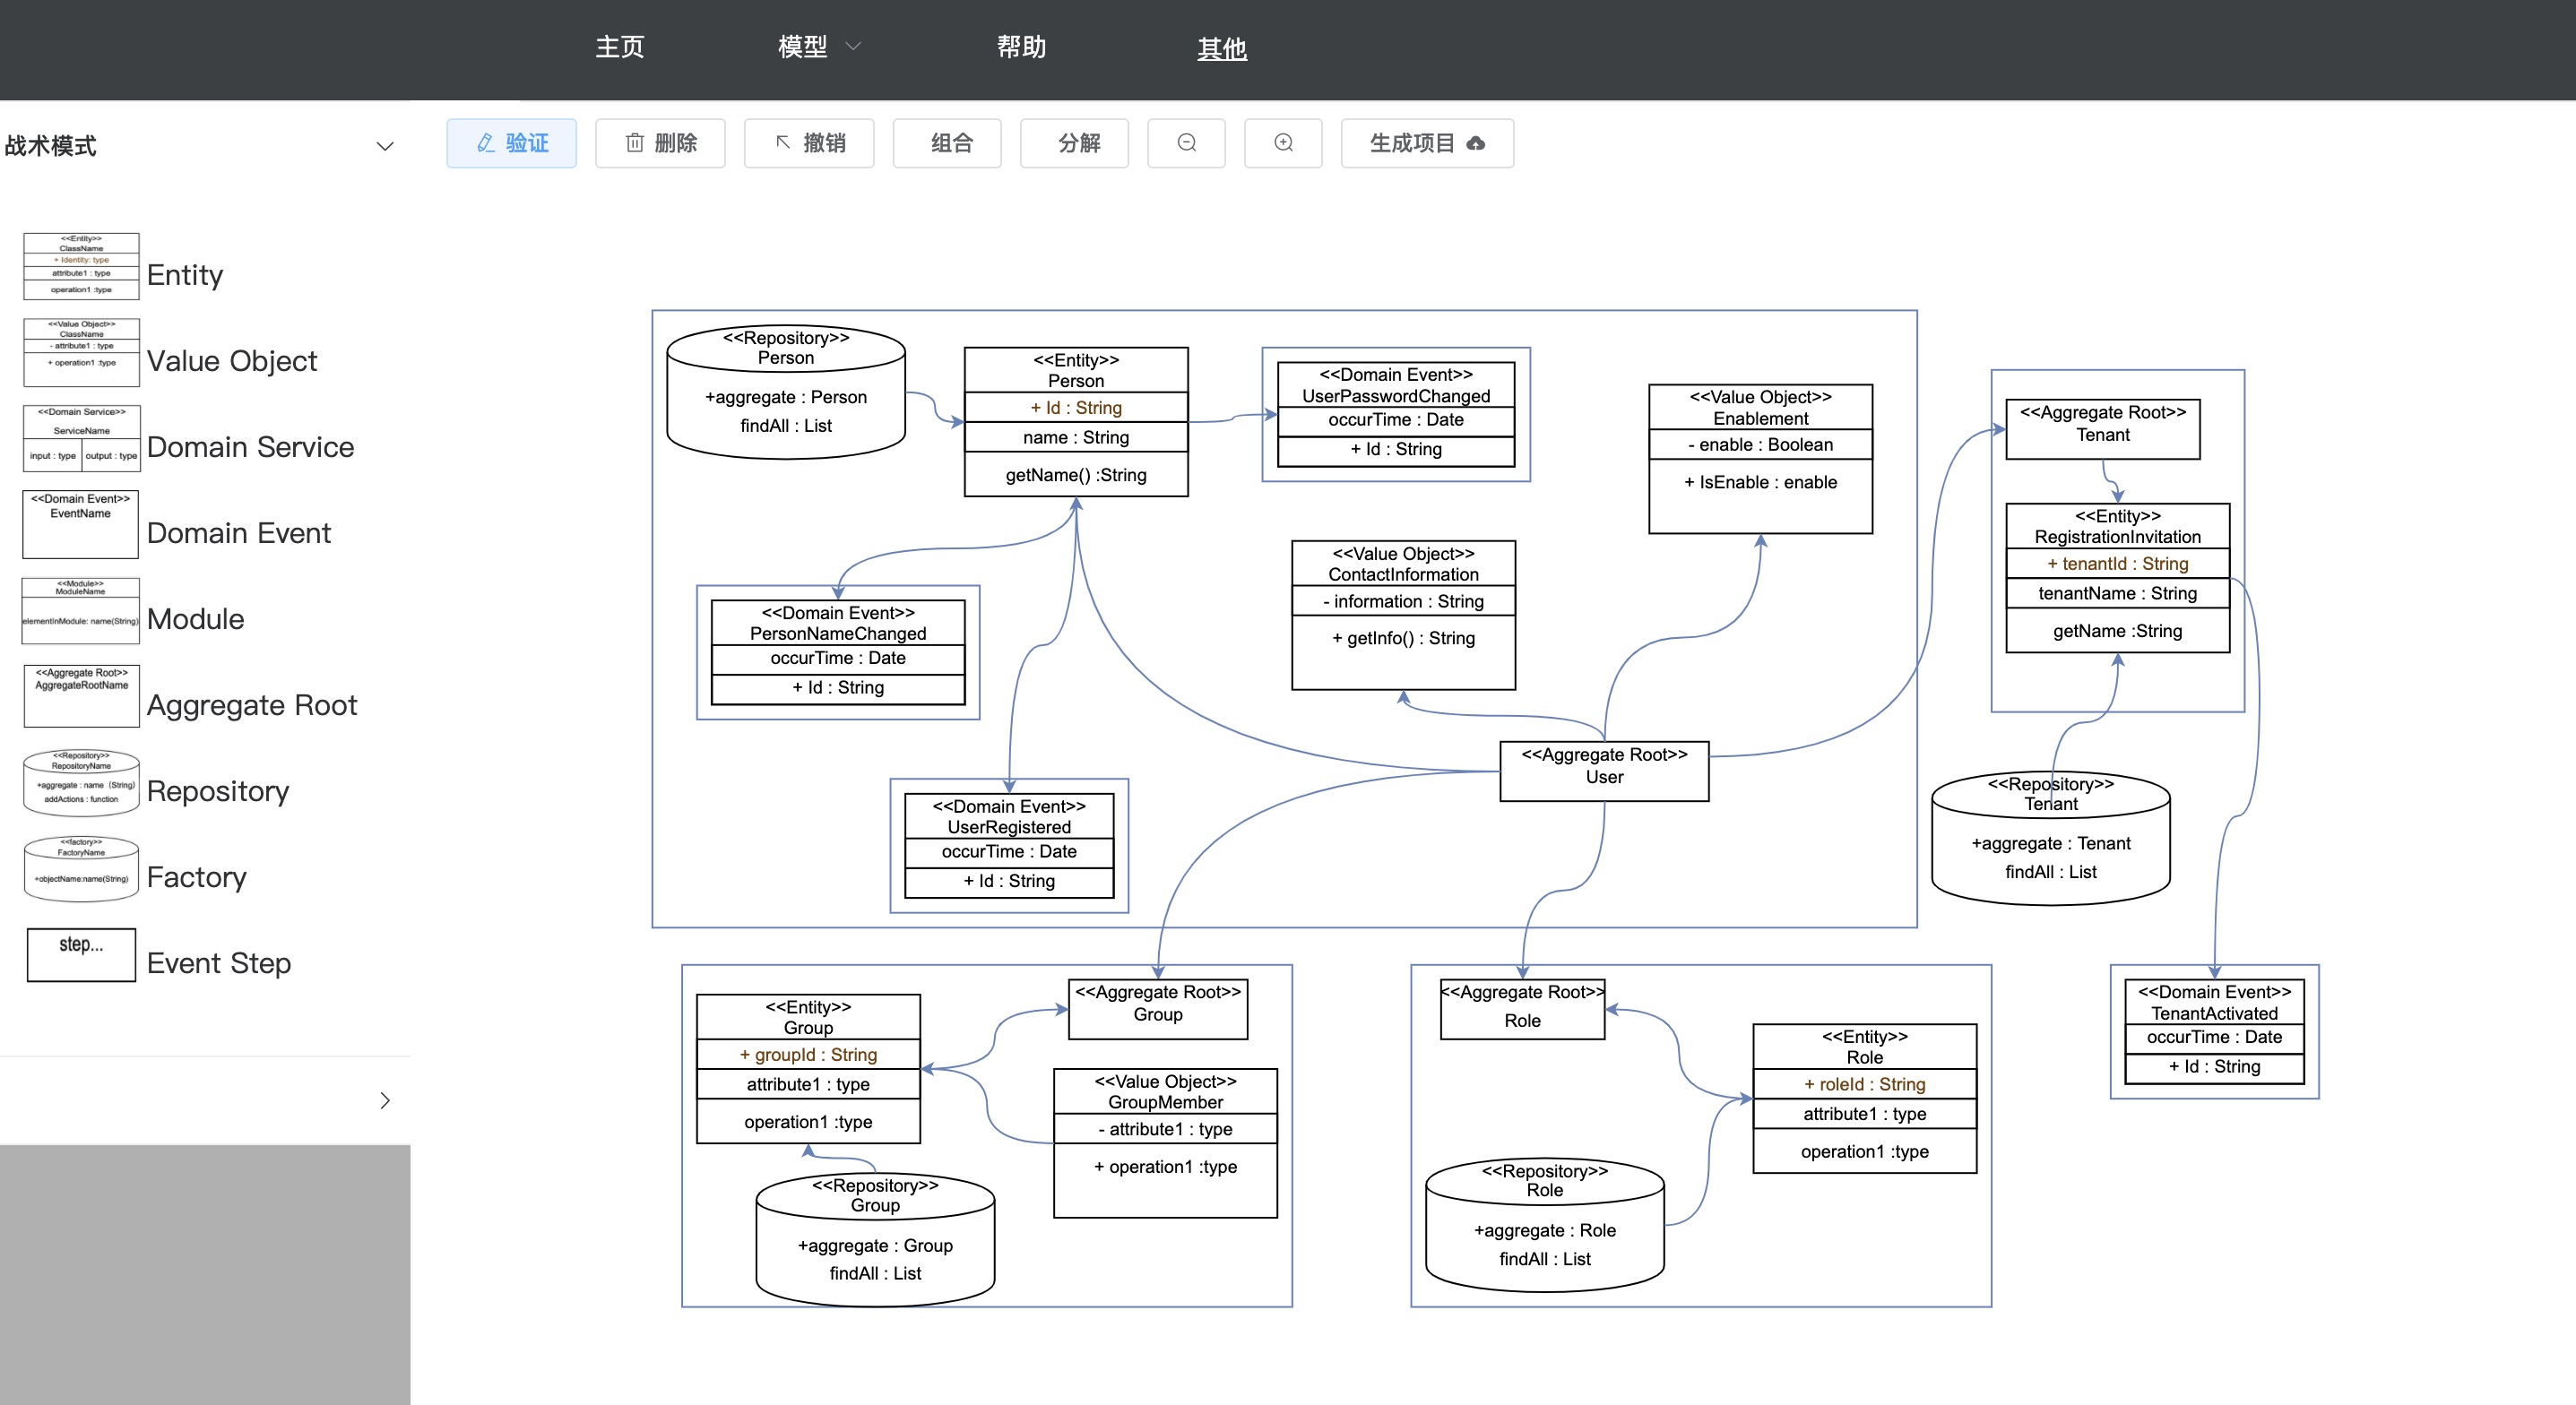 主页
模型
帮助
其他
战术模式
验证
删除
撤销
组合
分解
生成项目
<<Entity>>
ClassName
+ Identity: type
attribute1 : type
operation1 :type
Entity
<<Value Object>>
ClassName
- attribute1 : type
+ operation1 :type
Value Object
<<Domain Service>>
ServiceName
input : type
output : type
Domain Service
<<Domain Event>>
EventName
Domain Event
<<Module>>
ModuleName
elementInModule: name(String)
Module
<<Aggregate Root>>
AggregateRootName
Aggregate Root
<<Repository>>
RepositoryName
+aggregate : name (String)
addActions : function
Repository
<<factory>>
FactoryName
+objectName:name(String)
Factory
step...
Event Step
<<Repository>>
Person
+aggregate : Person
findAll : List
<<Entity>>
Person
+ Id : String
name : String
getName() :String
<<Domain Event>>
UserPasswordChanged
occurTime : Date
+ Id : String
<<Value Object>>
Enablement
- enable : Boolean
+ IsEnable : enable
<<Aggregate Root>>
Tenant
<<Entity>>
RegistrationInvitation
+ tenantId : String
tenantName : String
getName :String
<<Value Object>>
ContactInformation
- information : String
+ getInfo() : String
<<Domain Event>>
PersonNameChanged
occurTime : Date
+ Id : String
<<Aggregate Root>>
User
<<Domain Event>>
UserRegistered
occurTime : Date
+ Id : String
<<Repository>>
Tenant
+aggregate : Tenant
findAll : List
<<Entity>>
Group
+ groupId : String
attribute1 : type
operation1 :type
<<Aggregate Root>>
Group
<<Value Object>>
GroupMember
- attribute1 : type
+ operation1 :type
<<Repository>>
Group
+aggregate : Group
findAll : List
<<Aggregate Root>>
Role
<<Entity>>
Role
+ roleId : String
attribute1 : type
operation1 :type
<<Repository>>
Role
+aggregate : Role
findAll : List
<<Domain Event>>
TenantActivated
occurTime : Date
+ Id : String